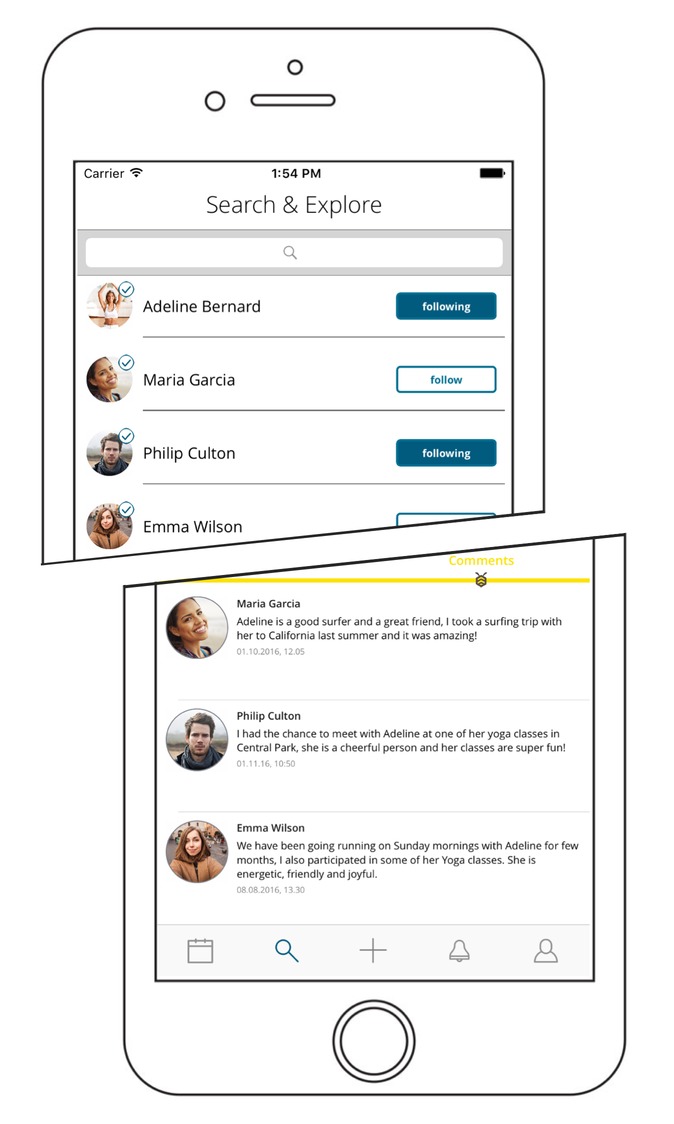 Carrier 1:54 PM
Search & Explore
Adeline Bernard following
Maria Garcia follow
Philip Culton following
Emma Wilson
Comments
Maria Garcia
Adeline is a good surfer and a great friend, I took a surfing trip with
her to California last summer and it was amazing!
01.10.2016, 12.05
Philip Culton
I had the chance to meet with Adeline at one of her yoga classes in
Central Park, she is a cheerful person and her classes are super fun!
01.11.16, 10:50
Emma Wilson
We have been going running on Sunday mornings with Adeline for few
months, I also participated in some of her Yoga classes. She is
energetic, friendly and joyful.
08.08.2016, 13.30